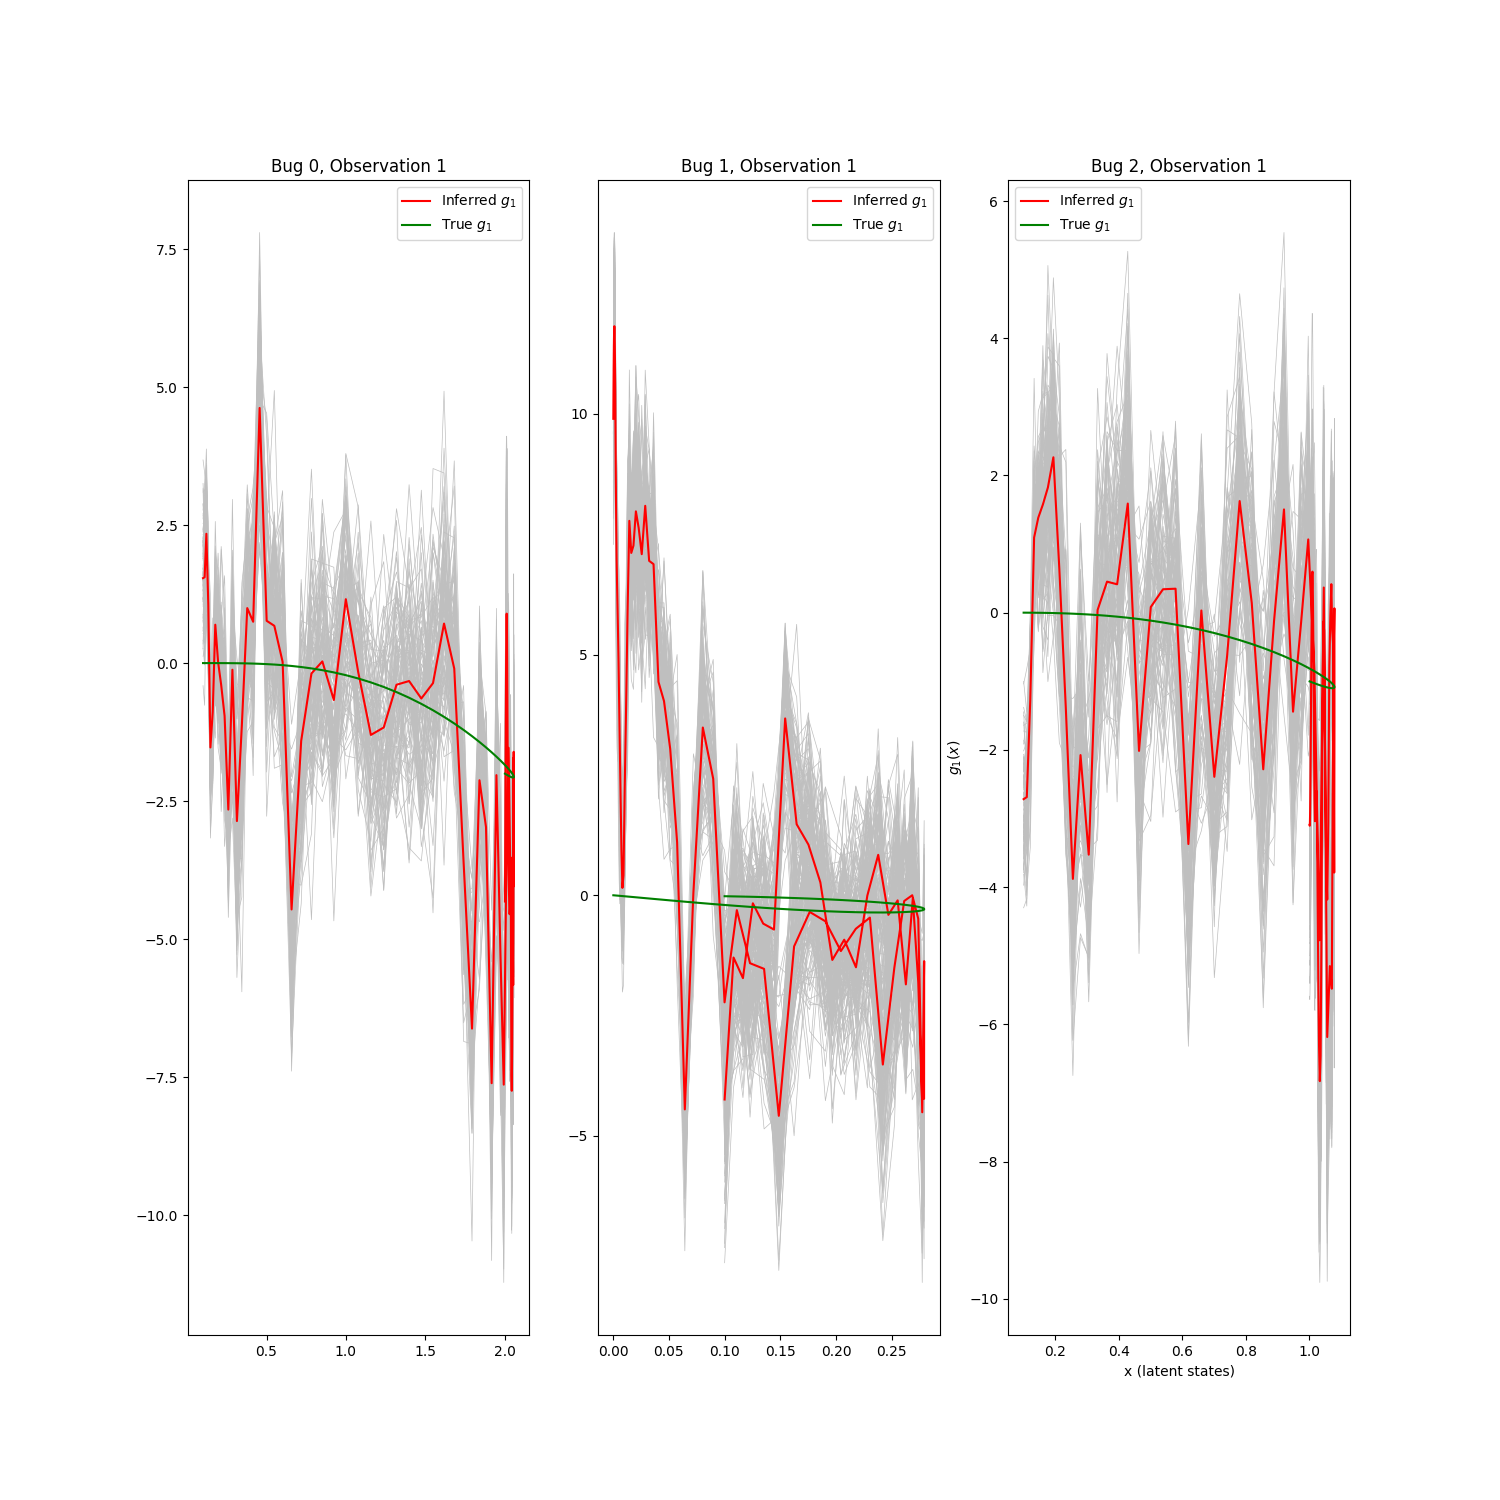 Bug 0, Observation 1
Inferred g₁
True g₁
7.5
5.0
2.5
0.0
−2.5
−5.0
−7.5
−10.0
0.5 1.0 1.5 2.0
Bug 1, Observation 1
Inferred g₁
True g₁
10
5
0
−5
0.00 0.05 0.10 0.15 0.20 0.25
Bug 2, Observation 1
Inferred g₁
True g₁
6
4
2
0
−2
−4
−6
−8
−10
g₁(x)
0.2 0.4 0.6 0.8 1.0
x (latent states)